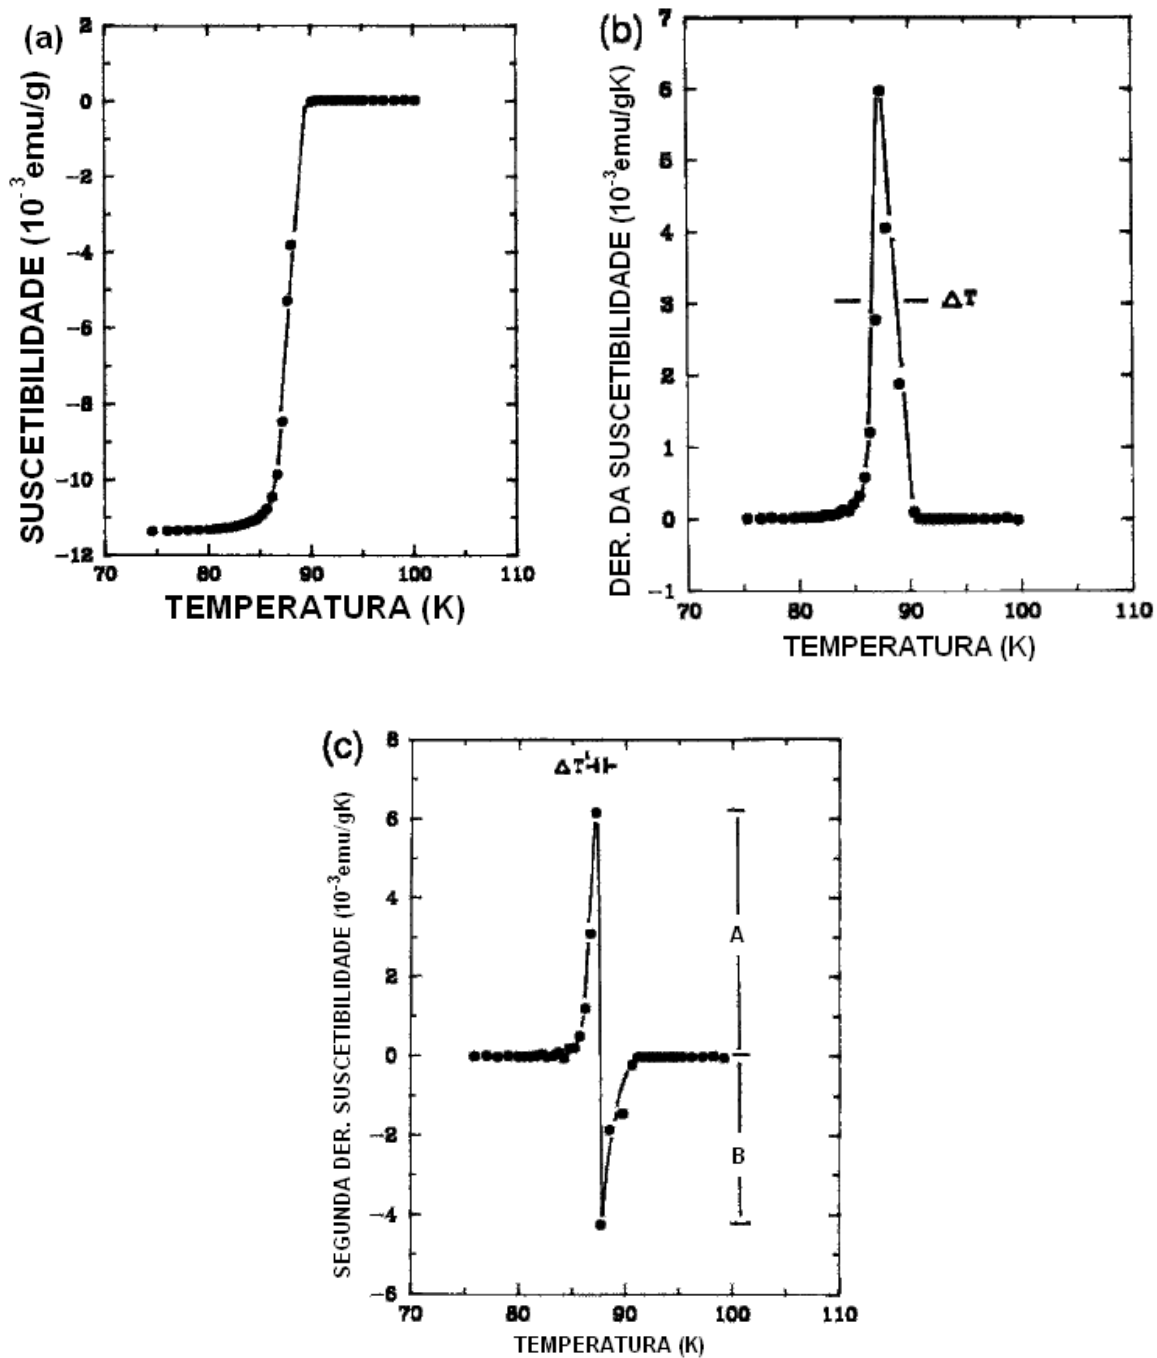 (a)
SUSCETIBILIDADE (10⁻³emu/g)
2
0
-2
-4
-6
-8
-10
-12
70 80 90 100 110
TEMPERATURA (K)
(b)
DER. DA SUSCETIBILIDADE (10⁻³emu/gK)
7
6
5
4
3
2
1
0
-1
ΔT
70 80 90 100 110
TEMPERATURA (K)
(c)
SEGUNDA DER. SUSCETIBILIDADE (10⁻³emu/gK)
8
6
4
2
0
-2
-4
-6
ΔT'
A
B
70 80 90 100 110
TEMPERATURA (K)